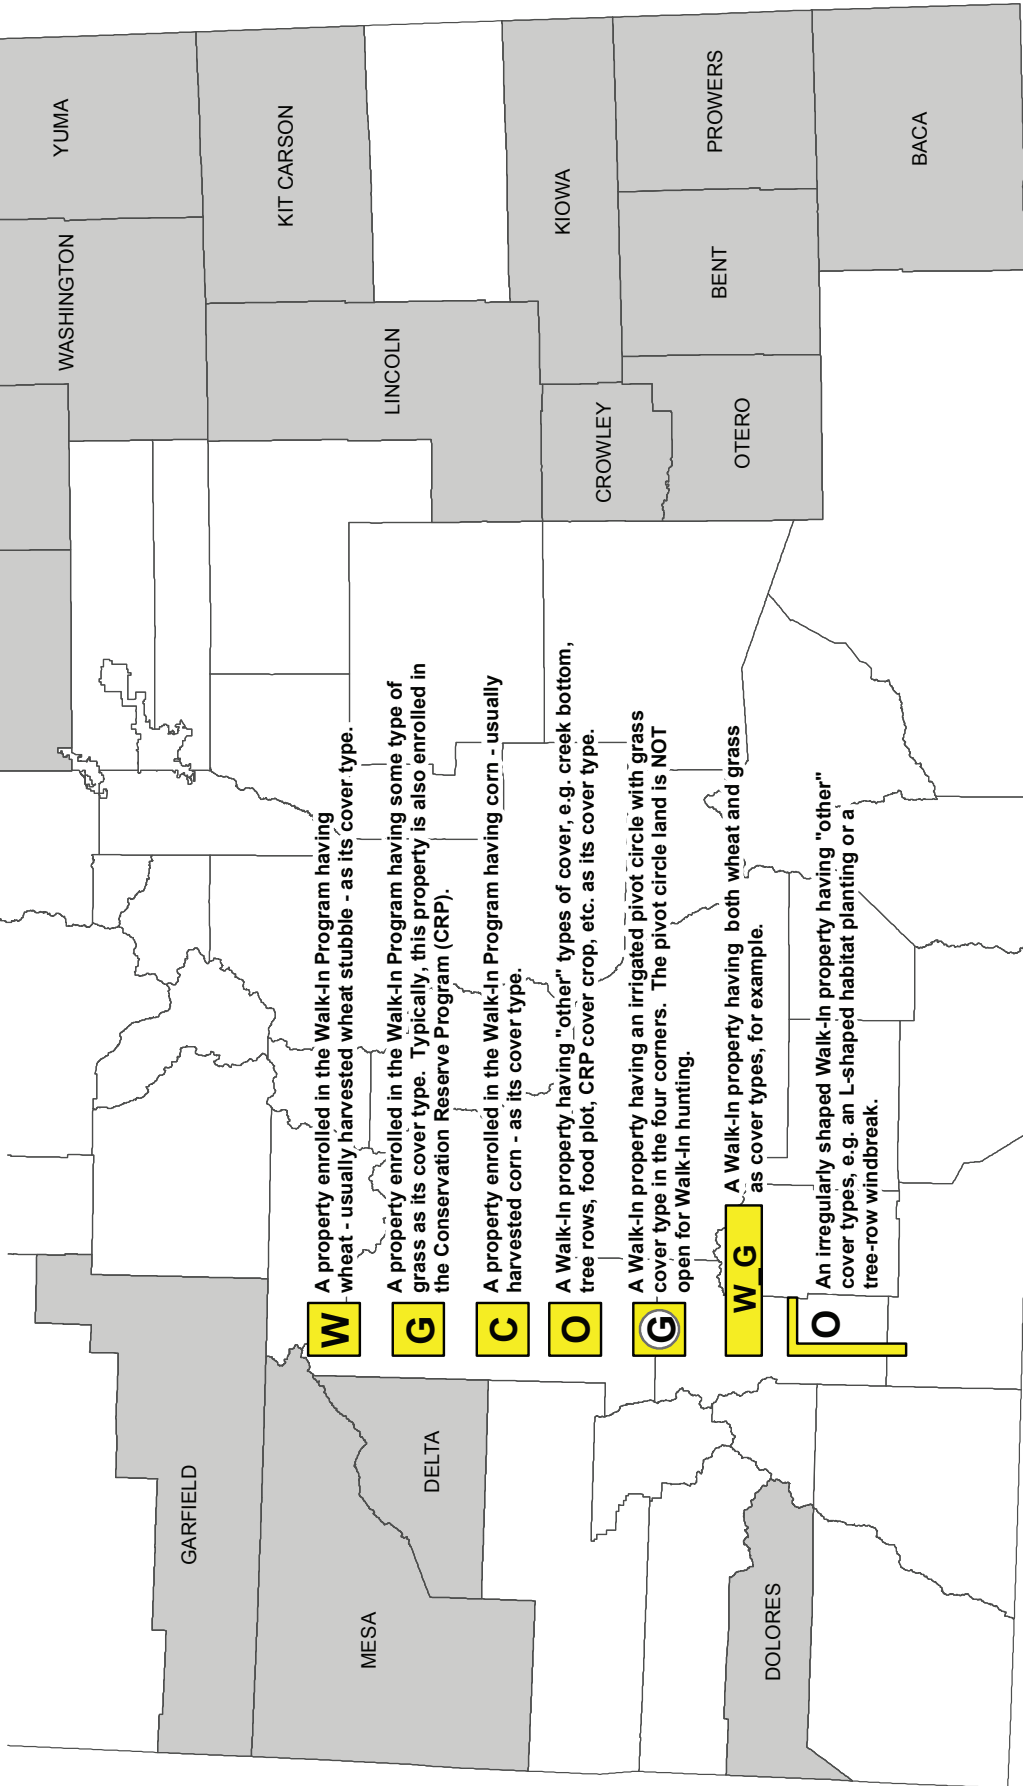 YUMA
WASHINGTON
KIT CARSON
LINCOLN
KIOWA
CROWLEY
PROWERS
BENT
OTERO
BACA
GARFIELD
MESA
DELTA
DOLORES
W
A property enrolled in the Walk-In Program having
wheat - usually harvested wheat stubble - as its cover type.
G
A property enrolled in the Walk-In Program having some type of
grass as its cover type. Typically, this property is also enrolled in
the Conservation Reserve Program (CRP).
C
A property enrolled in the Walk-In Program having corn - usually
harvested corn - as its cover type.
O
A Walk-In property having "other" types of cover, e.g. creek bottom,
tree rows, food plot, CRP cover crop, etc. as its cover type.
G
A Walk-In property having an irrigated pivot circle with grass
cover type in the four corners. The pivot circle land is NOT
open for Walk-In hunting.
W_G
A Walk-In property having both wheat and grass
as cover types, for example.
O
An irregularly shaped Walk-In property having "other"
cover types, e.g. an L-shaped habitat planting or a
tree-row windbreak.